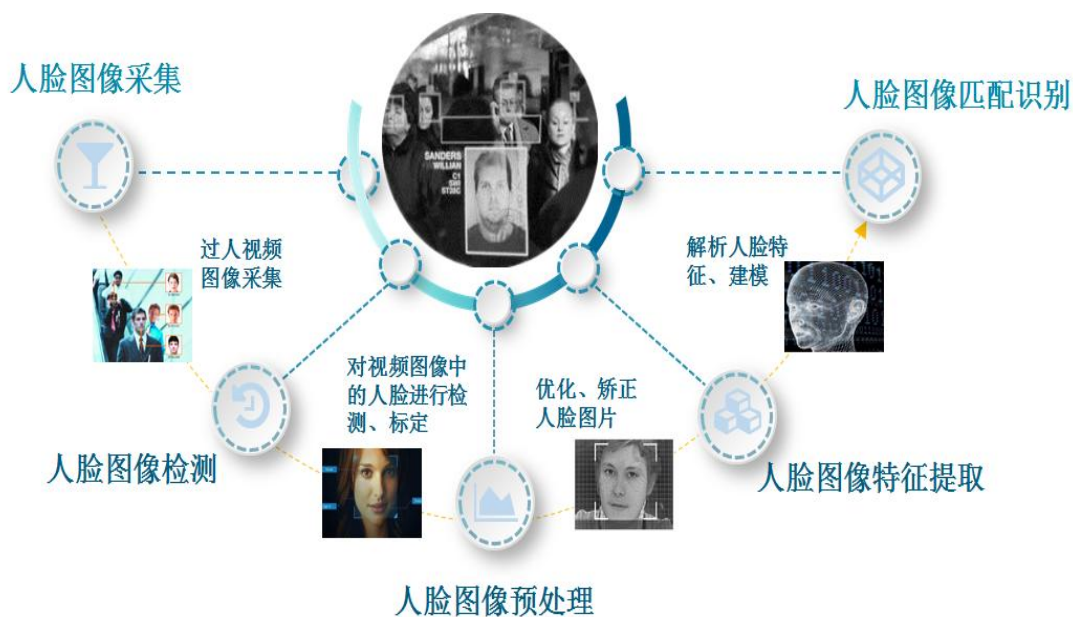 人脸图像采集
人脸图像匹配识别
SANDERS
WILLIAN
C1
过人视频
图像采集
解析人脸特
征、建模
对视频图像中
的人脸进行检
测、标定
优化、矫正
人脸图片
人脸图像检测
人脸图像特征提取
人脸图像预处理